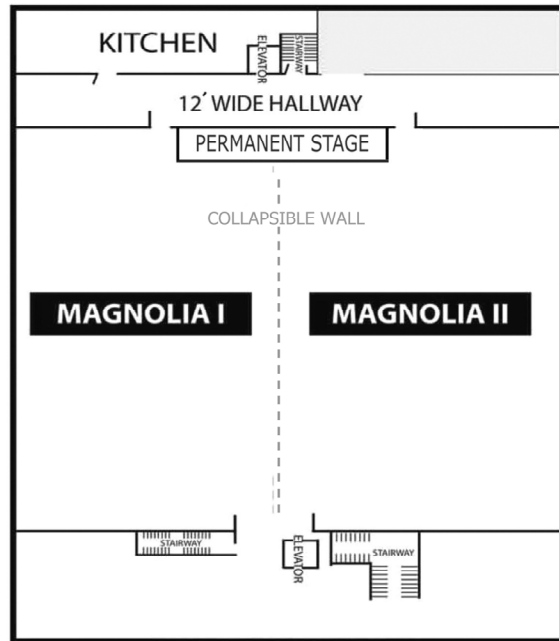 KITCHEN
ELEVATOR
STAIRWAY
12´ WIDE HALLWAY
PERMANENT STAGE
COLLAPSIBLE WALL
MAGNOLIA I
MAGNOLIA II
STAIRWAY
ELEVATOR
STAIRWAY